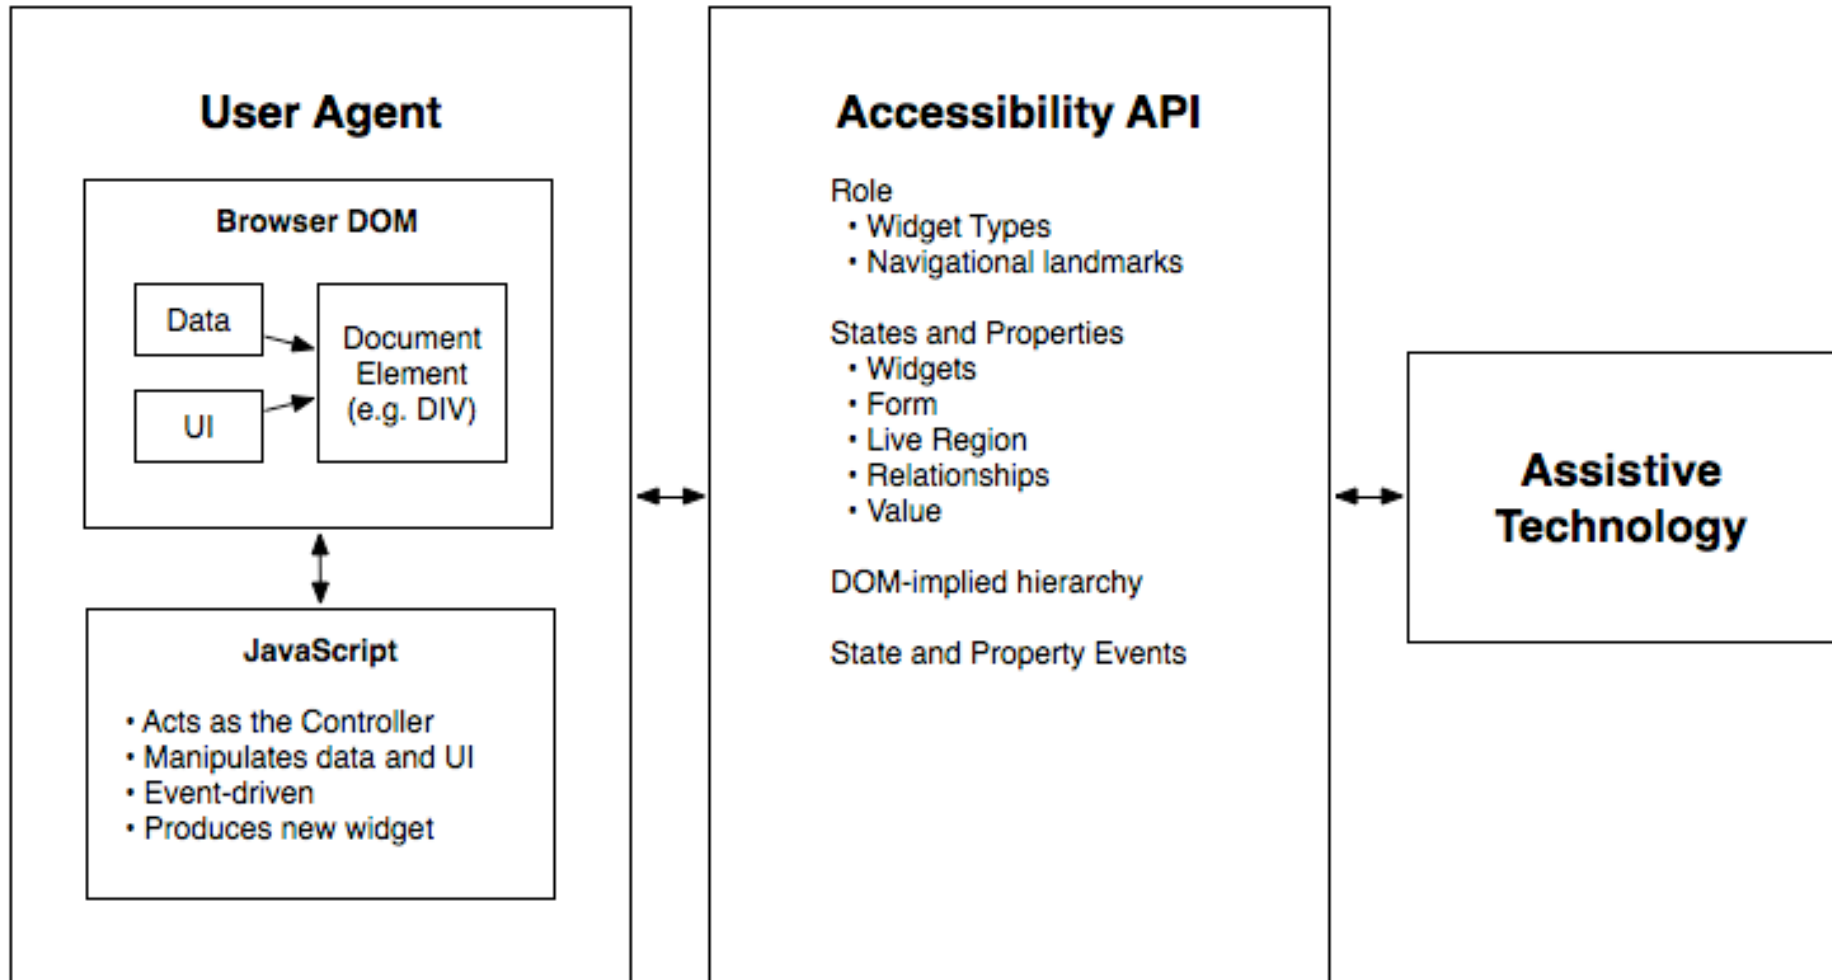 User Agent
Browser DOM
Data
UI
Document
Element
(e.g. DIV)
JavaScript
• Acts as the Controller
• Manipulates data and UI
• Event-driven
• Produces new widget
Accessibility API
Role
• Widget Types
• Navigational landmarks
States and Properties
• Widgets
• Form
• Live Region
• Relationships
• Value
DOM-implied hierarchy
State and Property Events
Assistive
Technology